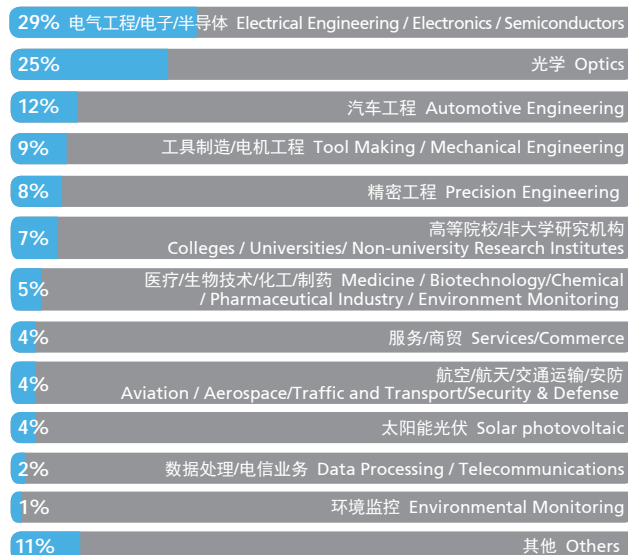 29% 电气工程/电子/半导体 Electrical Engineering / Electronics / Semiconductors
25% 光学 Optics
12% 汽车工程 Automotive Engineering
9% 工具制造/电机工程 Tool Making / Mechanical Engineering
8% 精密工程 Precision Engineering
7% 高等院校/非大学研究机构
Colleges / Universities/ Non-university Research Institutes
5% 医疗/生物技术/化工/制药 Medicine / Biotechnology/Chemical
/ Pharmaceutical Industry / Environment Monitoring
4% 服务/商贸 Services/Commerce
4% 航空/航天/交通运输/安防
Aviation / Aerospace/Traffic and Transport/Security & Defense
4% 太阳能光伏 Solar photovoltaic
2% 数据处理/电信业务 Data Processing / Telecommunications
1% 环境监控 Environmental Monitoring
11% 其他 Others